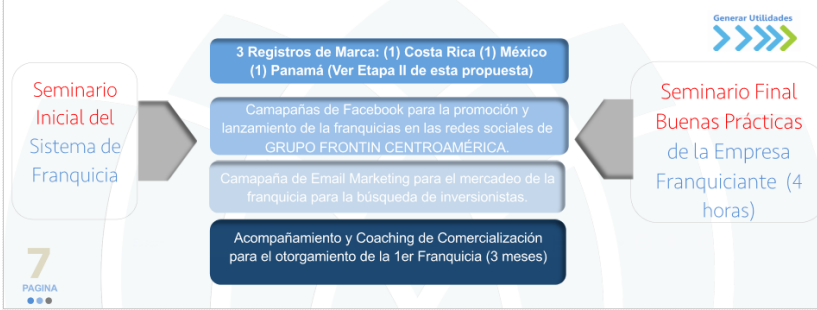 Generar Utilidades
3 Registros de Marca: (1) Costa Rica (1) México
(1) Panamá (Ver Etapa II de esta propuesta)
Seminario
Inicial del
Sistema de
Franquicia
Camapañas de Facebook para la promoción y
lanzamiento de la franquicias en las redes sociales de
GRUPO FRONTIN CENTROAMÉRICA.
Camapaña de Email Marketing para el mercadeo de la
franquicia para la búsqueda de inversionistas.
Acompañamiento y Coaching de Comercialización
para el otorgamiento de la 1er Franquicia (3 meses)
Seminario Final
Buenas Prácticas
de la Empresa
Franquiciante (4
horas)
7
PAGINA